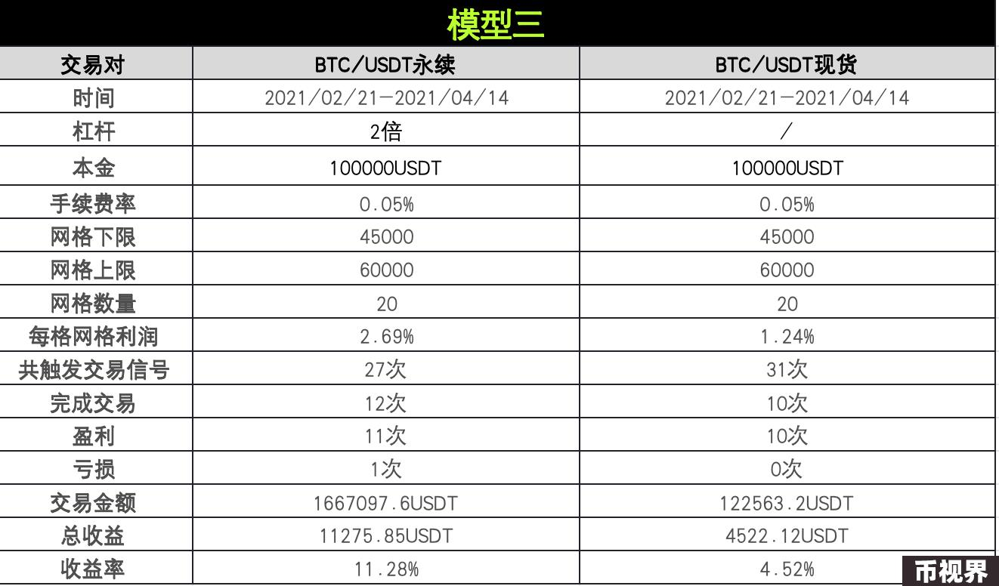 模型三
交易对 BTC/USDT永续 BTC/USDT现货
时间 2021/02/21-2021/04/14 2021/02/21-2021/04/14
杠杆 2倍 /
本金 100000USDT 100000USDT
手续费率 0.05% 0.05%
网格下限 45000 45000
网格上限 60000 60000
网格数量 20 20
每格网格利润 2.69% 1.24%
共触发交易信号 27次 31次
完成交易 12次 10次
盈利 11次 10次
亏损 1次 0次
交易金额 1667097.6USDT 122563.2USDT
总收益 11275.85USDT 4522.12USDT
收益率 11.28% 4.52%
币视界